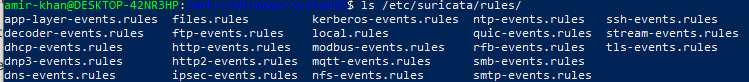 amir-khan@DESKTOP-42NR3HP:/mnt/c/Windows/system32$ ls /etc/suricata/rules/
app-layer-events.rules files.rules kerberos-events.rules ntp-events.rules ssh-events.rules
decoder-events.rules ftp-events.rules local.rules quic-events.rules stream-events.rules
dhcp-events.rules http-events.rules modbus-events.rules rfb-events.rules tls-events.rules
dnp3-events.rules http2-events.rules mqtt-events.rules smb-events.rules
dns-events.rules ipsec-events.rules nfs-events.rules smtp-events.rules